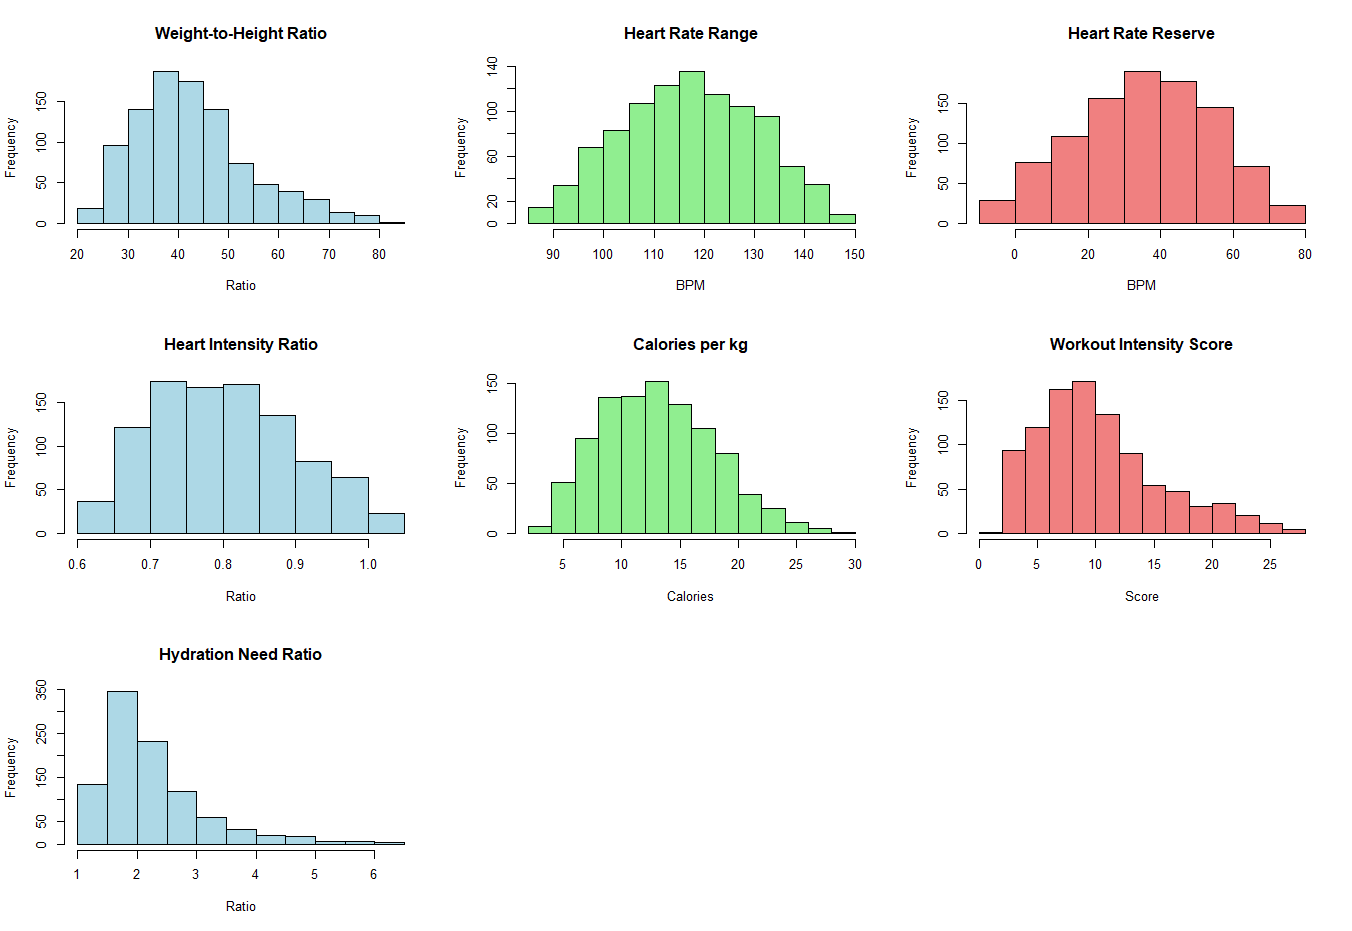 Weight-to-Height Ratio
Frequency
0 50 100 150
20 30 40 50 60 70 80
Ratio
Heart Rate Range
Frequency
20 60 100 140
90 100 110 120 130 140 150
BPM
Heart Rate Reserve
Frequency
0 50 100 150
0 20 40 60 80
BPM
Heart Intensity Ratio
Frequency
0 50 100 150
0.6 0.7 0.8 0.9 1.0
Ratio
Calories per kg
Frequency
0 50 100 150
5 10 15 20 25 30
Calories
Workout Intensity Score
Frequency
0 50 100 150
0 5 10 15 20 25
Score
Hydration Need Ratio
Frequency
0 50 150 250 350
1 2 3 4 5 6
Ratio